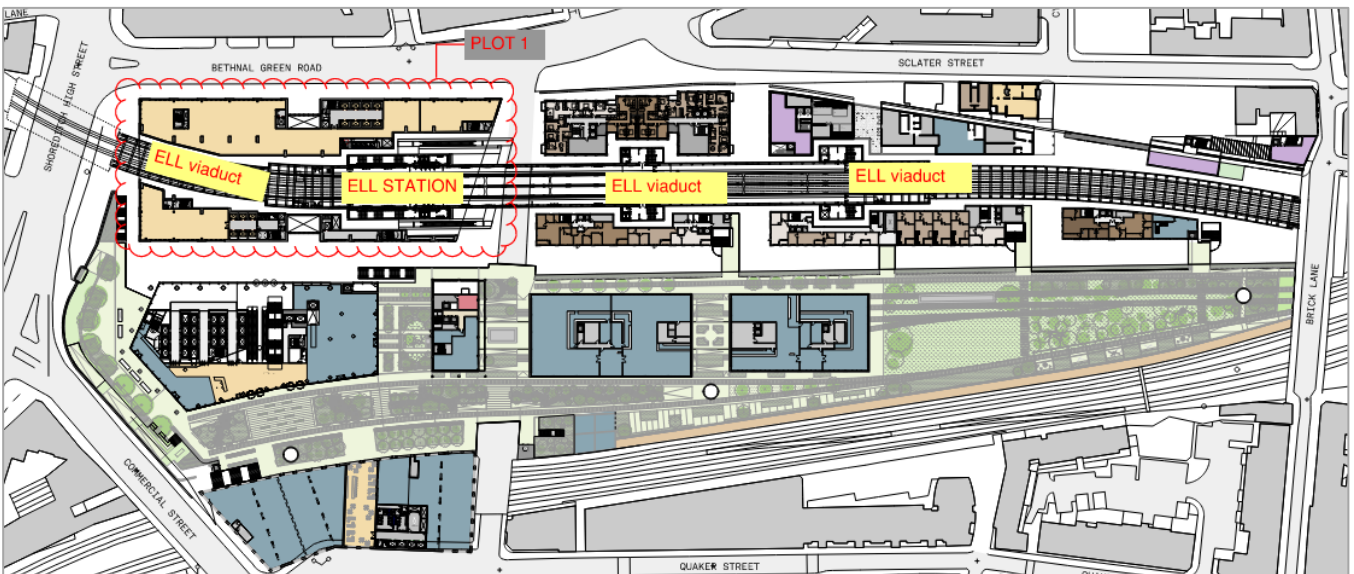 LANE
PLOT 1
BETHNAL GREEN ROAD
SCLATER STREET
SHOREDITCH HIGH STREET
ELL viaduct
ELL STATION
ELL viaduct
ELL viaduct
BRICK LANE
COMMERCIAL STREET
QUAKER STREET